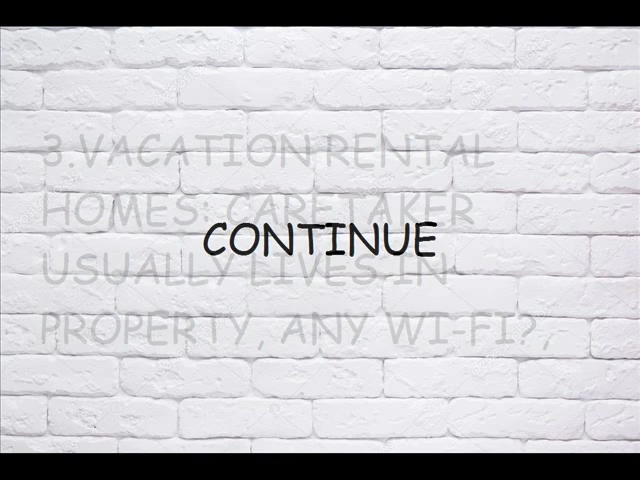 3.VACATION RENTAL
HOMES: CARETAKER
CONTINUE
USUALLY LIVES IN
PROPERTY, ANY WI-FI?,